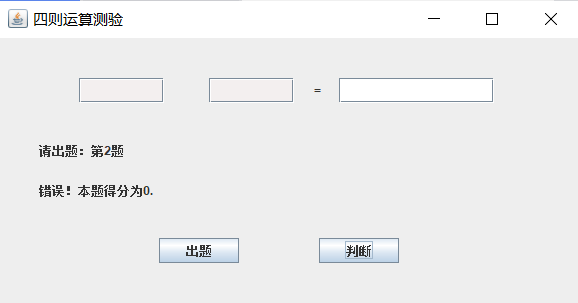 四则运算测验
=
请出题：第2题
错误！本题得分为0.
出题 判断